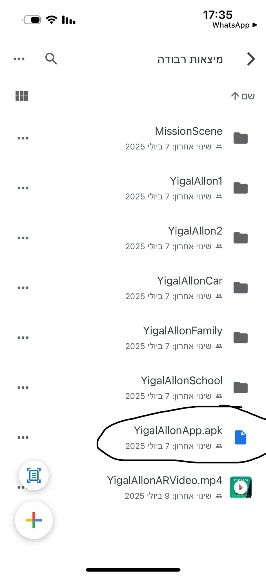 17:35
WhatsApp
מיצאות רבודה
שם
MissionScene
שינוי אחרון: 7 ביולי 2025
YigalAllon1
שינוי אחרון: 7 ביולי 2025
YigalAllon2
שינוי אחרון: 7 ביולי 2025
YigalAllonCar
שינוי אחרון: 7 ביולי 2025
YigalAllonFamily
שינוי אחרון: 7 ביולי 2025
YigalAllonSchool
שינוי אחרון: 7 ביולי 2025
YigalAllonApp.apk
שינוי אחרון: 7 ביולי 2025
YigalAllonARVideo.mp4
שינוי אחרון: 9 ביולי 2025